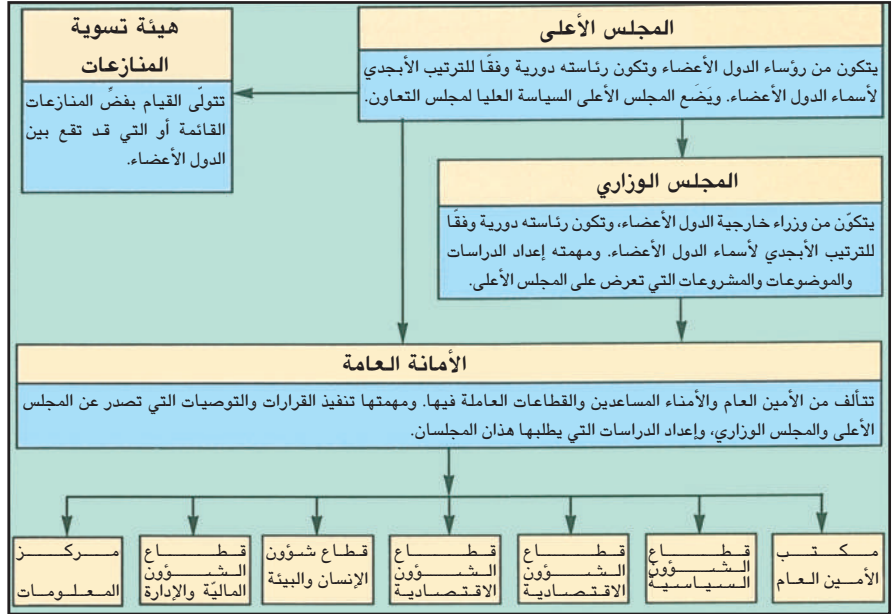 المجلس الأعلى
يتكون من رؤساء الدول الأعضاء وتكون رئاسته دورية وفقًا للترتيب الأبجدي
لأسماء الدول الأعضاء. ويَضَع المجلس الأعلى السياسة العليا لمجلس التعاون.
هيئة تسوية
المنازعات
تتولّى القيام بفضِّ المنازعات
القائمة أو التي قد تقع بين
الدول الأعضاء.
المجلس الوزاري
يتكوّن من وزراء خارجية الدول الأعضاء، وتكون رئاسته دورية وفقًا
للترتيب الأبجدي لأسماء الدول الأعضاء. ومهمته إعداد الدراسات
والموضوعات والمشروعات التي تعرض على المجلس الأعلى.
الأمانة العامة
تتألف من الأمين العام والأمناء المساعدين والقطاعات العاملة فيها. ومهمتها تنفيذ القرارات والتوصيات التي تصدر عن المجلس
الأعلى والمجلس الوزاري، وإعداد الدراسات التي يطلبها هذان المجلسان.
مكتب
الأمين العام
قطاع
الشؤون
السياسية
قطاع
الشؤون
الاقتصادية
قطاع
الشؤون
الاقتصادية
قطاع شؤون
الإنسان والبيئة
قطاع
الشؤون
الماليّة والإدارة
مركز
المعلومات